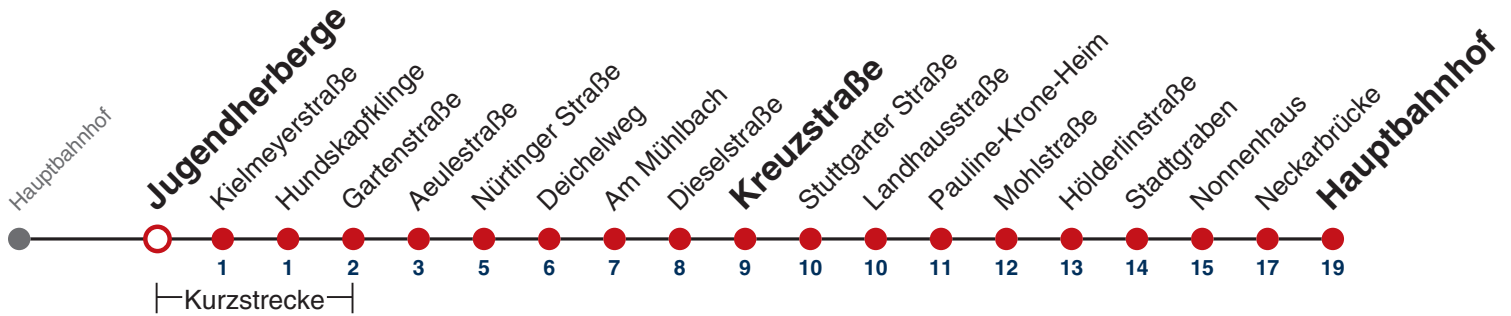 Hauptbahnhof
Jugendherberge
Kielmeyerstraße
Hundskapfklinge
Gartenstraße
Aeulestraße
Nürtinger Straße
Deichelweg
Am Mühlbach
Dieselstraße
Kreuzstraße
Stuttgarter Straße
Landhausstraße
Pauline-Krone-Heim
Mohlstraße
Hölderlinstraße
Stadtgraben
Nonnenhaus
Neckarbrücke
Hauptbahnhof
1 1 2 3 5 6 7 8 9 10 10 11 12 13 14 15 17 19
Kurzstrecke